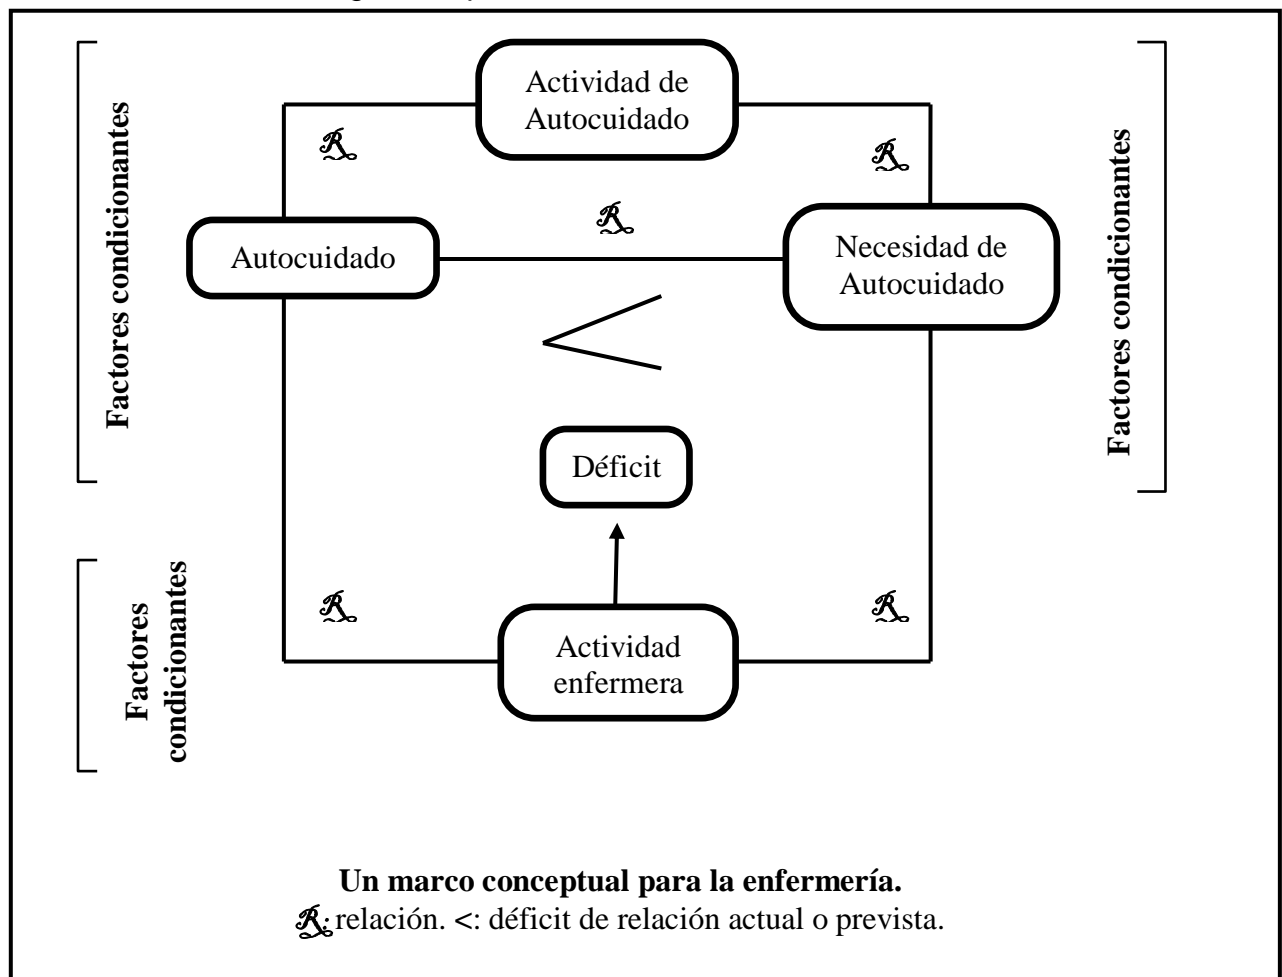 Actividad de
Autocuidado
Factores condicionantes
Factores condicionantes
R
R
R
Autocuidado
Necesidad de
Autocuidado
<
Déficit
Factores
condicionantes
R
R
Actividad
enfermera
Un marco conceptual para la enfermería.
R: relación. <: déficit de relación actual o prevista.